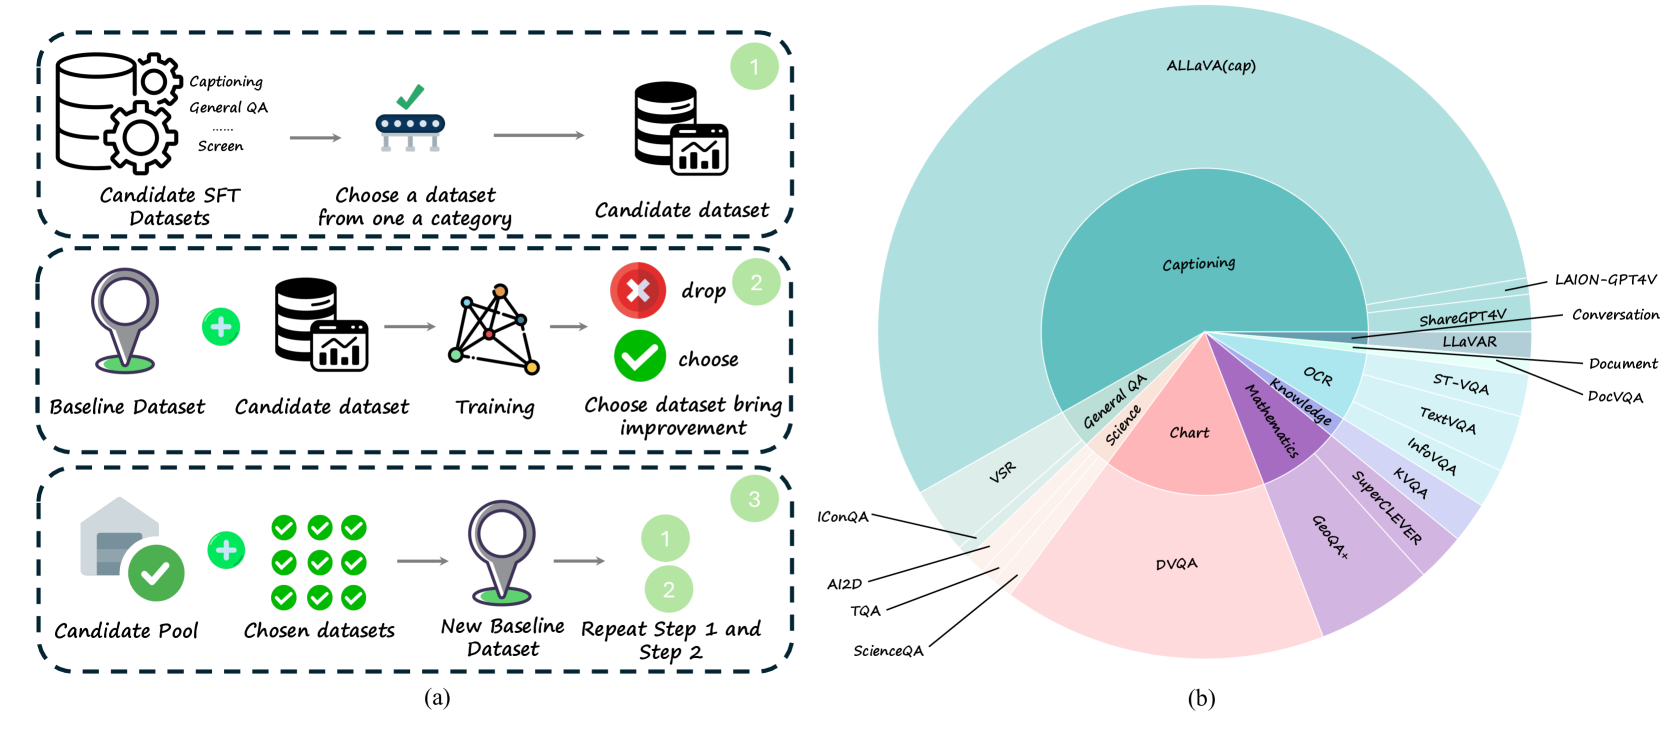 1
Captioning
General QA
......
Screen
Candidate SFT
Datasets
Choose a dataset
from one a category
Candidate dataset
2
drop
choose
Baseline Dataset
Candidate dataset
Training
Choose dataset bring
improvement
3
1
2
Candidate Pool
Chosen datasets
New Baseline
Dataset
Repeat Step 1 and
Step 2
(a)
ALLaVA(cap)
Captioning
LAION-GPT4V
ShareGPT4V
Conversation
LLaVAR
Document
DocVQA
OCR
ST-VQA
TextVQA
InfoVQA
Knowledge
KVQA
Mathematics
SuperCLEVER
GeoQA+
Chart
DVQA
Science
General QA
VSR
IConQA
AI2D
TQA
ScienceQA
(b)